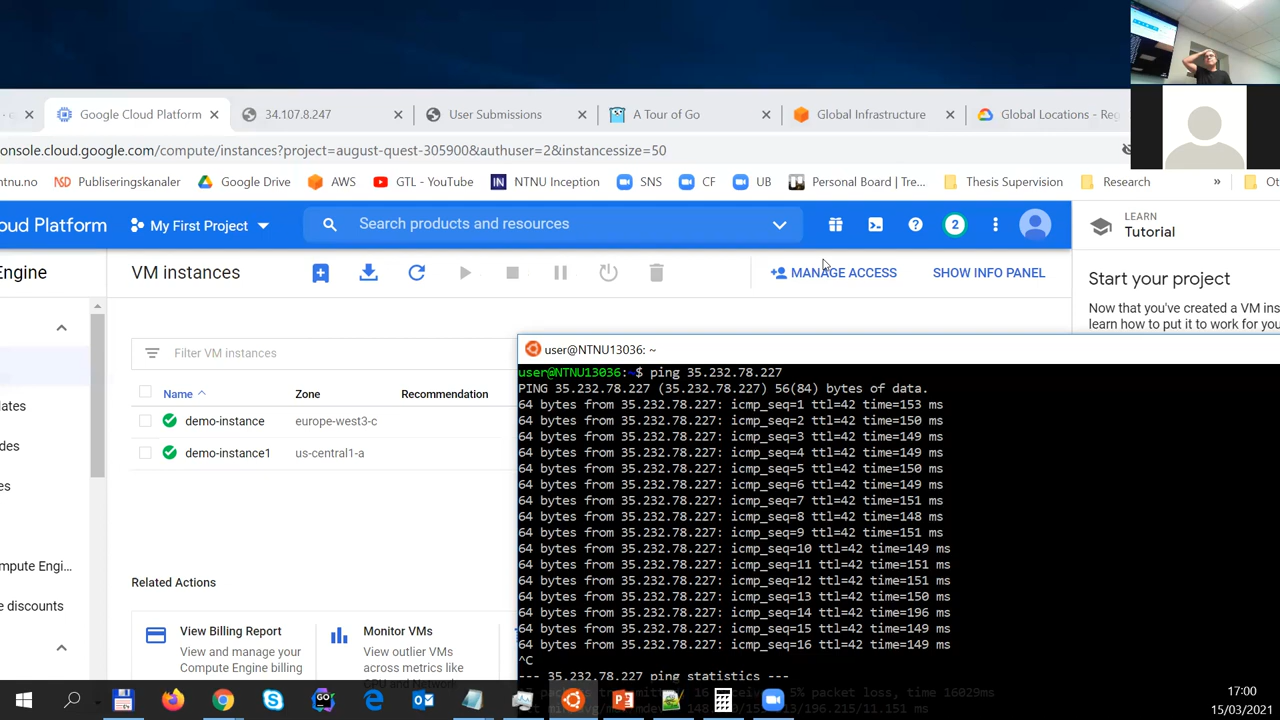 Google Cloud Platform
34.107.8.247
User Submissions
A Tour of Go
Global Infrastructure
Global Locations - Reg
onsole.cloud.google.com/compute/instances?project=august-quest-305900&authuser=2&instancessize=50
ntnu.no
NSD
Publiseringskanaler
Google Drive
AWS
GTL - YouTube
IN
NTNU Inception
SNS
CF
UB
Personal Board | Tre...
Thesis Supervision
Research
»
Ot
oud Platform
My First Project
Search products and resources
2
LEARN
Tutorial
Engine
VM instances
MANAGE ACCESS
SHOW INFO PANEL
Start your project
Now that you've created a VM ins
learn how to put it to work for you
Filter VM instances
Name
Zone
Recommendation
demo-instance
europe-west3-c
demo-instance1
us-central1-a
lates
des
es
mpute Engi...
e discounts
Related Actions
View Billing Report
View and manage your
Compute Engine billing
Monitor VMs
View outlier VMs
across metrics like
CPU and Network
user@NTNU13036: ~
user@NTNU13036:~$ ping 35.232.78.227
PING 35.232.78.227 (35.232.78.227) 56(84) bytes of data.
64 bytes from 35.232.78.227: icmp_seq=1 ttl=42 time=153 ms
64 bytes from 35.232.78.227: icmp_seq=2 ttl=42 time=150 ms
64 bytes from 35.232.78.227: icmp_seq=3 ttl=42 time=149 ms
64 bytes from 35.232.78.227: icmp_seq=4 ttl=42 time=149 ms
64 bytes from 35.232.78.227: icmp_seq=5 ttl=42 time=150 ms
64 bytes from 35.232.78.227: icmp_seq=6 ttl=42 time=149 ms
64 bytes from 35.232.78.227: icmp_seq=7 ttl=42 time=151 ms
64 bytes from 35.232.78.227: icmp_seq=8 ttl=42 time=148 ms
64 bytes from 35.232.78.227: icmp_seq=9 ttl=42 time=151 ms
64 bytes from 35.232.78.227: icmp_seq=10 ttl=42 time=149 ms
64 bytes from 35.232.78.227: icmp_seq=11 ttl=42 time=151 ms
64 bytes from 35.232.78.227: icmp_seq=12 ttl=42 time=151 ms
64 bytes from 35.232.78.227: icmp_seq=13 ttl=42 time=150 ms
64 bytes from 35.232.78.227: icmp_seq=14 ttl=42 time=196 ms
64 bytes from 35.232.78.227: icmp_seq=15 ttl=42 time=149 ms
64 bytes from 35.232.78.227: icmp_seq=16 ttl=42 time=149 ms
^C
--- 35.232.78.227 ping statistics ---
5% packet loss, time 16029ms
17:00
15/03/2021